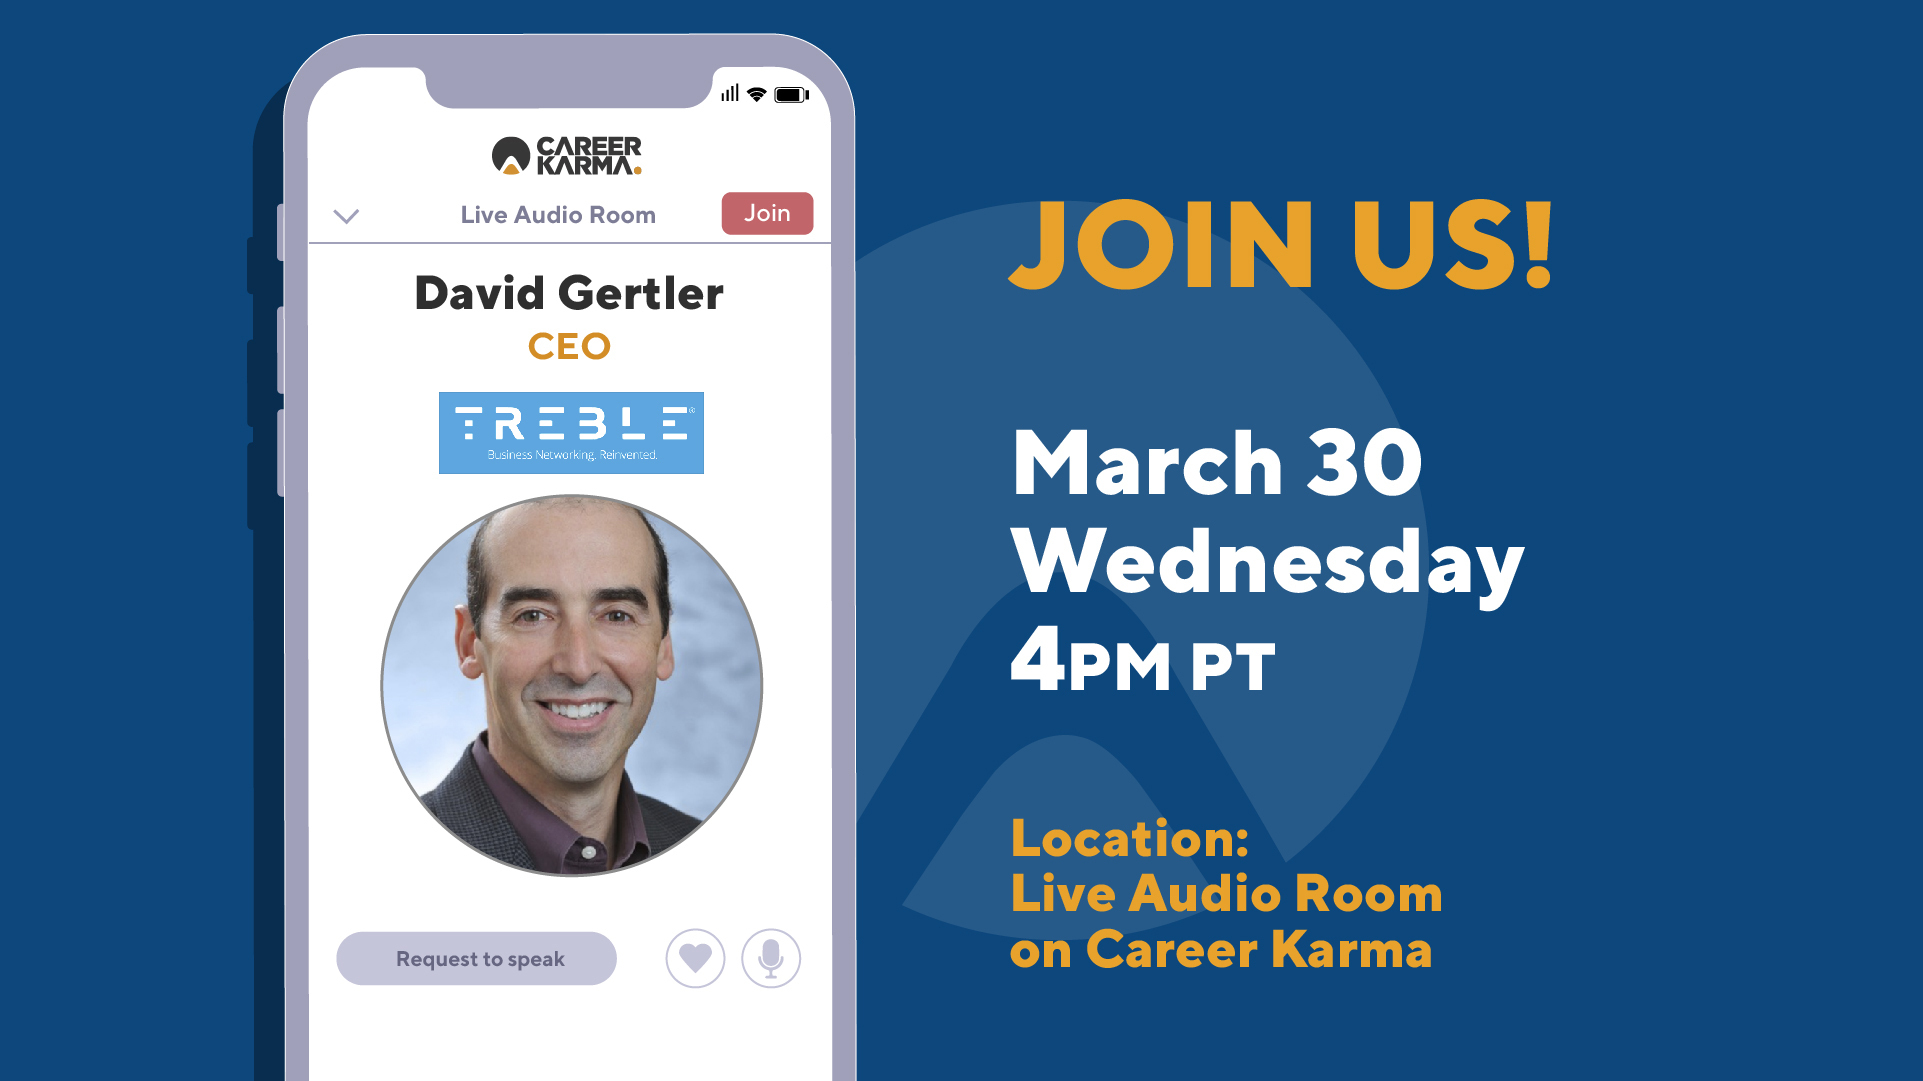 CAREER
KARMA.
Live Audio Room
Join
David Gertler
CEO
TREBLE®
Business Networking. Reinvented.
Request to speak
JOIN US!
March 30
Wednesday
4PM PT
Location:
Live Audio Room
on Career Karma